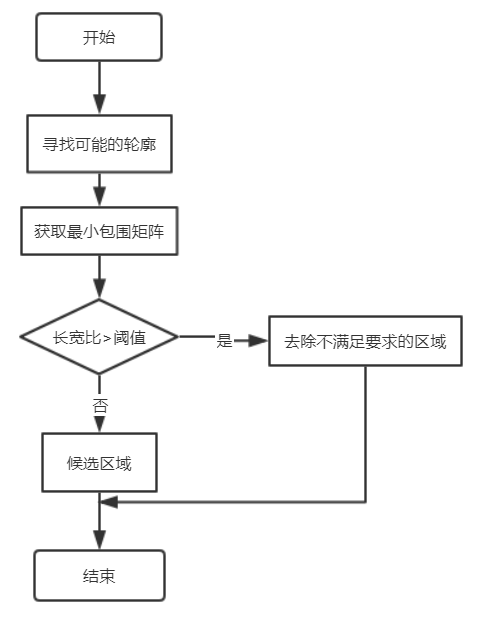 开始
寻找可能的轮廓
获取最小包围矩阵
长宽比>阈值
是
去除不满足要求的区域
否
候选区域
结束